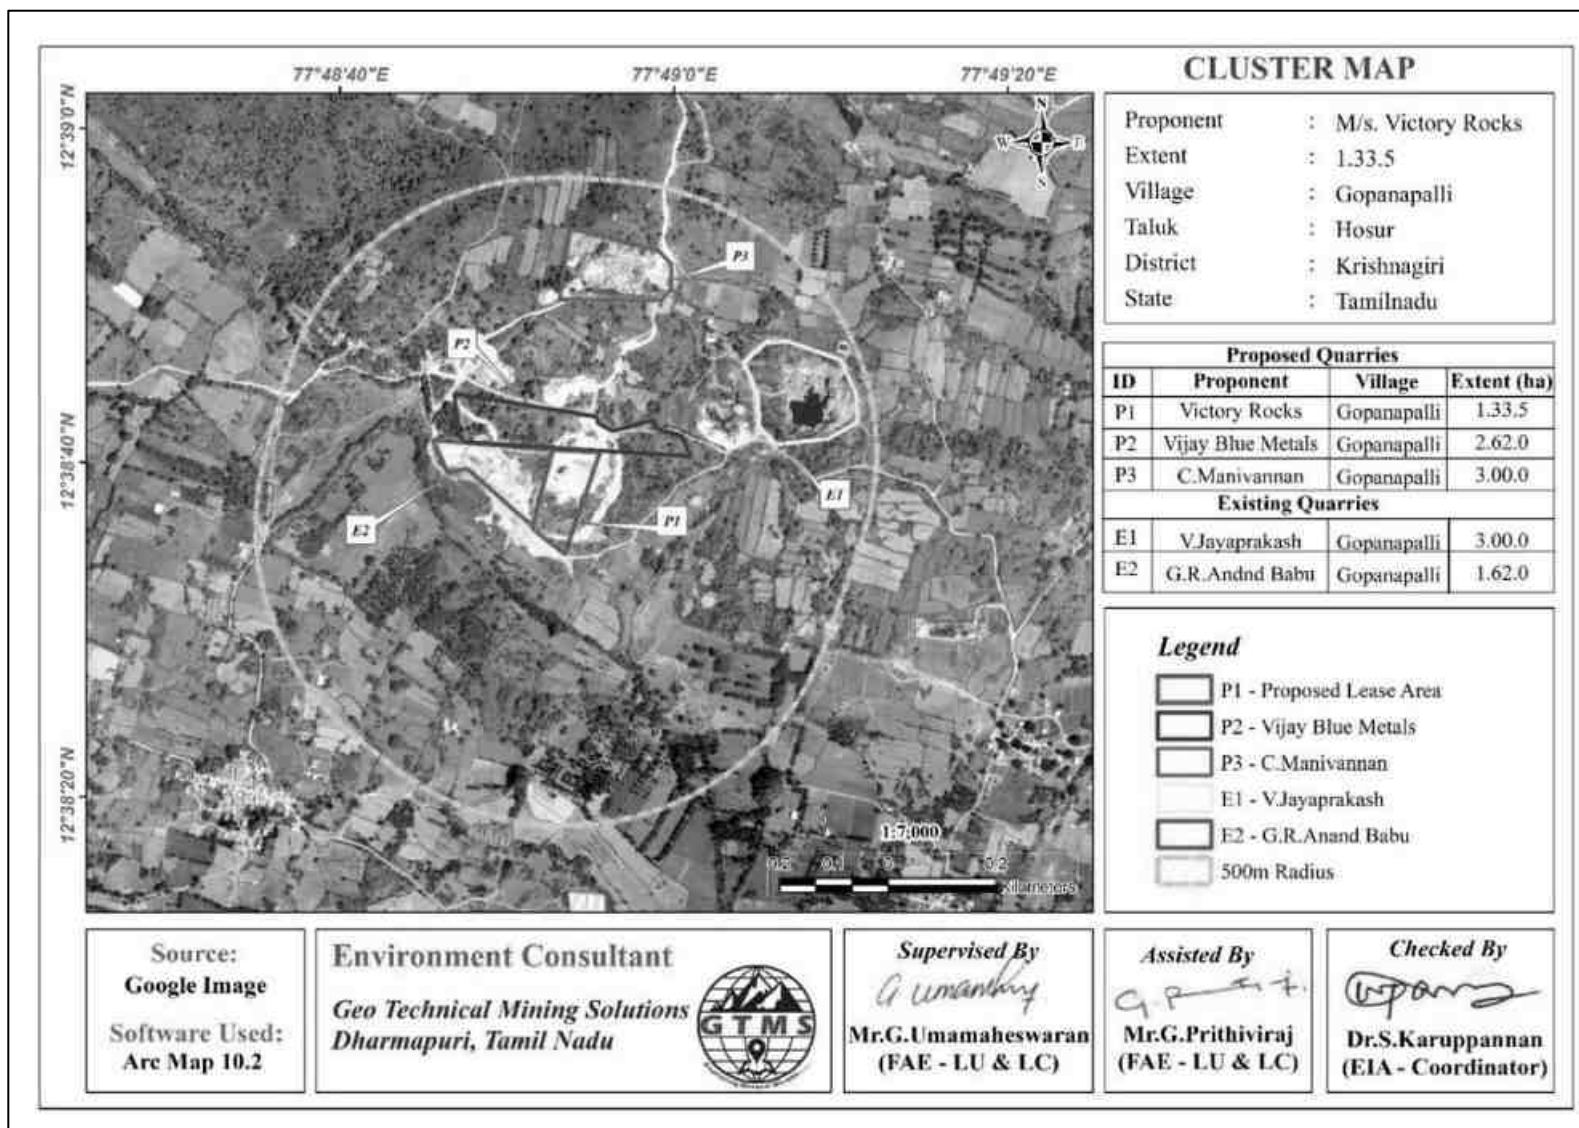 77°48'40"E
77°49'0"E
77°49'20"E
12°39'0"N
12°38'40"N
12°38'20"N
N
W
E
S
P3
P2
E1
E2
P1
1:7,000
0.2 0.1 0 0.2
Kilometers
CLUSTER MAP
Proponent : M/s. Victory Rocks
Extent : 1.33.5
Village : Gopanapalli
Taluk : Hosur
District : Krishnagiri
State : Tamilnadu
Proposed Quarries
ID Proponent Village Extent (ha)
P1 Victory Rocks Gopanapalli 1.33.5
P2 Vijay Blue Metals Gopanapalli 2.62.0
P3 C.Manivannan Gopanapalli 3.00.0
Existing Quarries
E1 V.Jayaprakash Gopanapalli 3.00.0
E2 G.R.Andnd Babu Gopanapalli 1.62.0
Legend
P1 - Proposed Lease Area
P2 - Vijay Blue Metals
P3 - C.Manivannan
E1 - V.Jayaprakash
E2 - G.R.Anand Babu
500m Radius
Source:
Google Image
Software Used:
Arc Map 10.2
Environment Consultant
Geo Technical Mining Solutions
Dharmapuri, Tamil Nadu
GTMS
Supervised By
Mr.G.Umamaheswaran
(FAE - LU & LC)
Assisted By
Mr.G.Prithiviraj
(FAE - LU & LC)
Checked By
Dr.S.Karuppannan
(EIA - Coordinator)